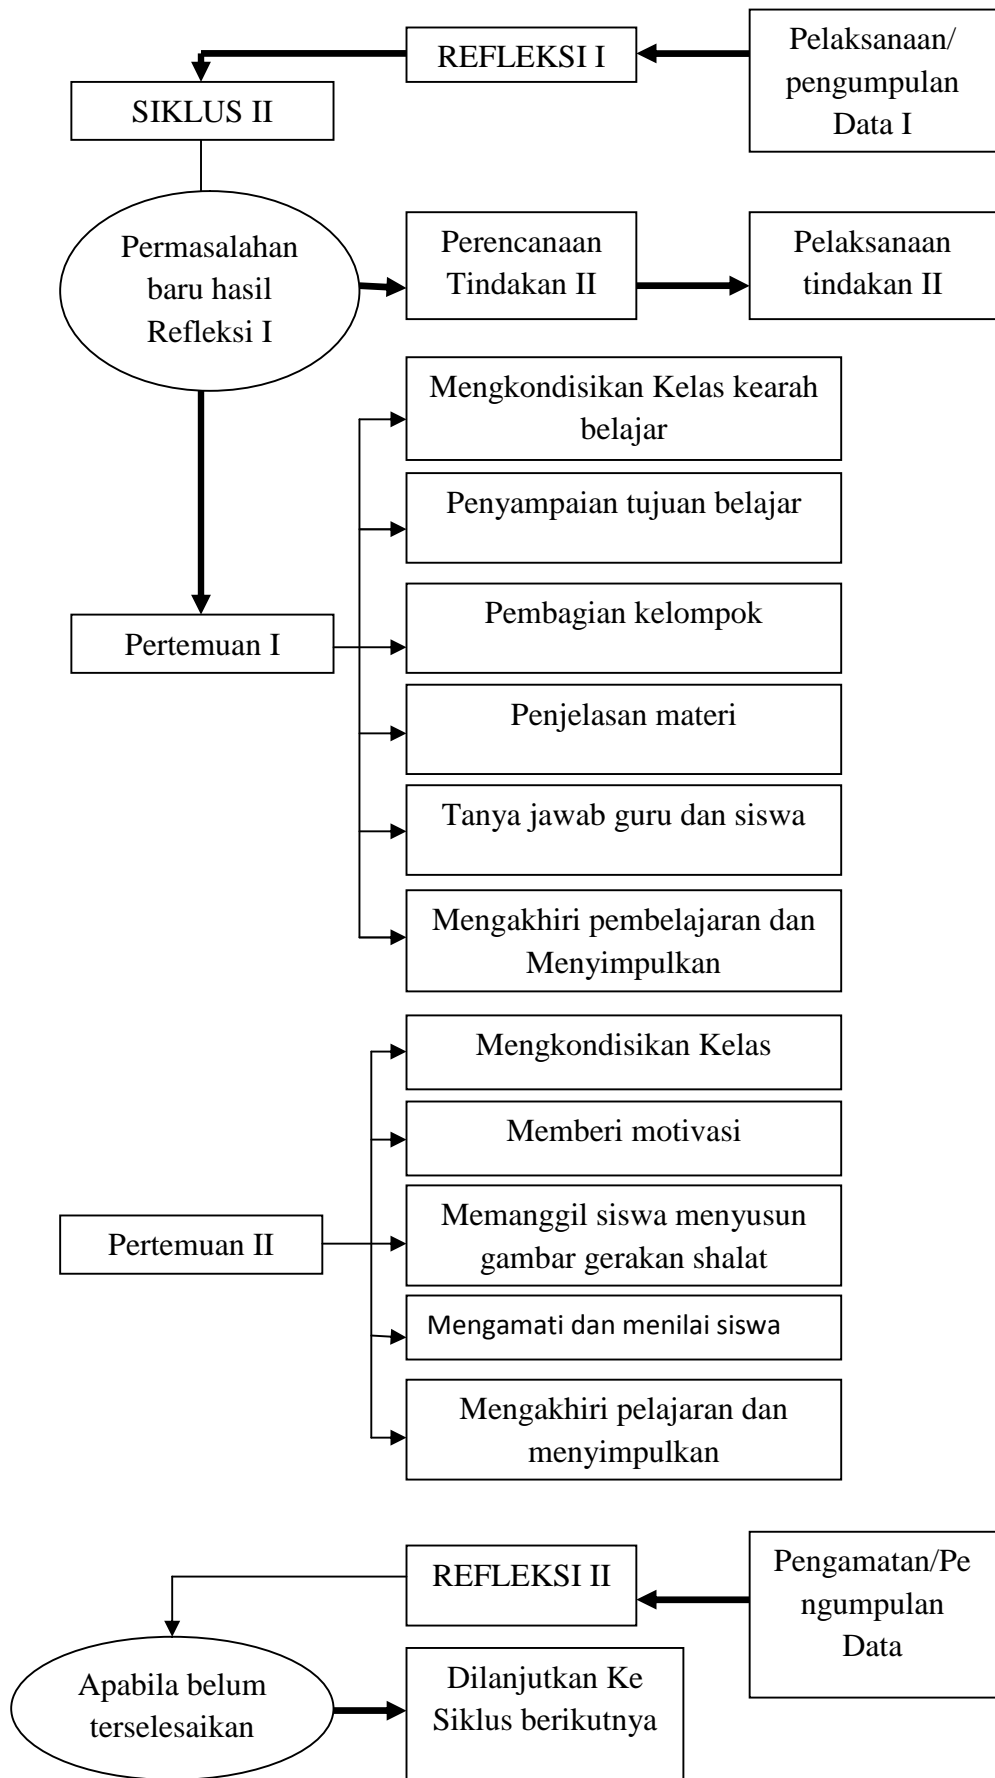 REFLEKSI I
Pelaksanaan/
pengumpulan
Data I
SIKLUS II
Permasalahan
baru hasil
Refleksi I
Perencanaan
Tindakan II
Pelaksanaan
tindakan II
Mengkondisikan Kelas kearah
belajar
Penyampaian tujuan belajar
Pembagian kelompok
Pertemuan I
Penjelasan materi
Tanya jawab guru dan siswa
Mengakhiri pembelajaran dan
Menyimpulkan
Mengkondisikan Kelas
Memberi motivasi
Pertemuan II
Memanggil siswa menyusun
gambar gerakan shalat
Mengamati dan menilai siswa
Mengakhiri pelajaran dan
menyimpulkan
REFLEKSI II
Pengamatan/Pe
ngumpulan
Data
Apabila belum
terselesaikan
Dilanjutkan Ke
Siklus berikutnya